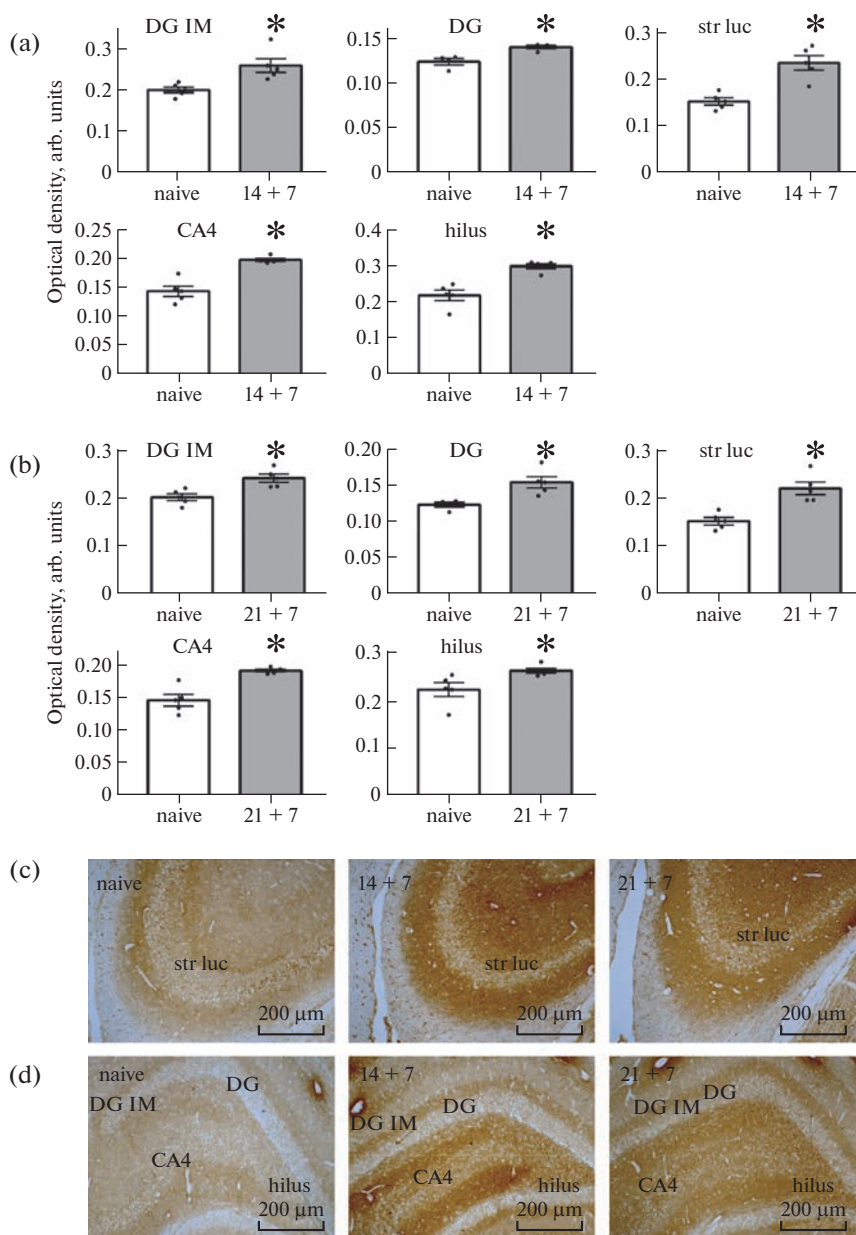 (a)
Optical density, arb. units
DG IM *
0.3
0.2
0.1
0
naive 14 + 7
DG *
0.15
0.10
0.05
0
naive 14 + 7
str luc *
0.3
0.2
0.1
0
naive 14 + 7
CA4 *
0.25
0.20
0.15
0.10
0.05
0
naive 14 + 7
hilus *
0.4
0.3
0.2
0.1
0
naive 14 + 7
(b)
Optical density, arb. units
DG IM *
0.3
0.2
0.1
0
naive 21 + 7
DG *
0.20
0.15
0.10
0.05
0
naive 21 + 7
str luc *
0.3
0.2
0.1
0
naive 21 + 7
CA4 *
0.20
0.15
0.10
0.05
0
naive 21 + 7
hilus *
0.2
0.2
0.1
0
naive 21 + 7
(c)
naive
str luc
200 μm
14 + 7
str luc
200 μm
21 + 7
str luc
200 μm
(d)
naive
DG
DG IM
CA4
hilus
200 μm
14 + 7
DG
DG IM
CA4
hilus
200 μm
21 + 7
DG
DG IM
CA4
hilus
200 μm